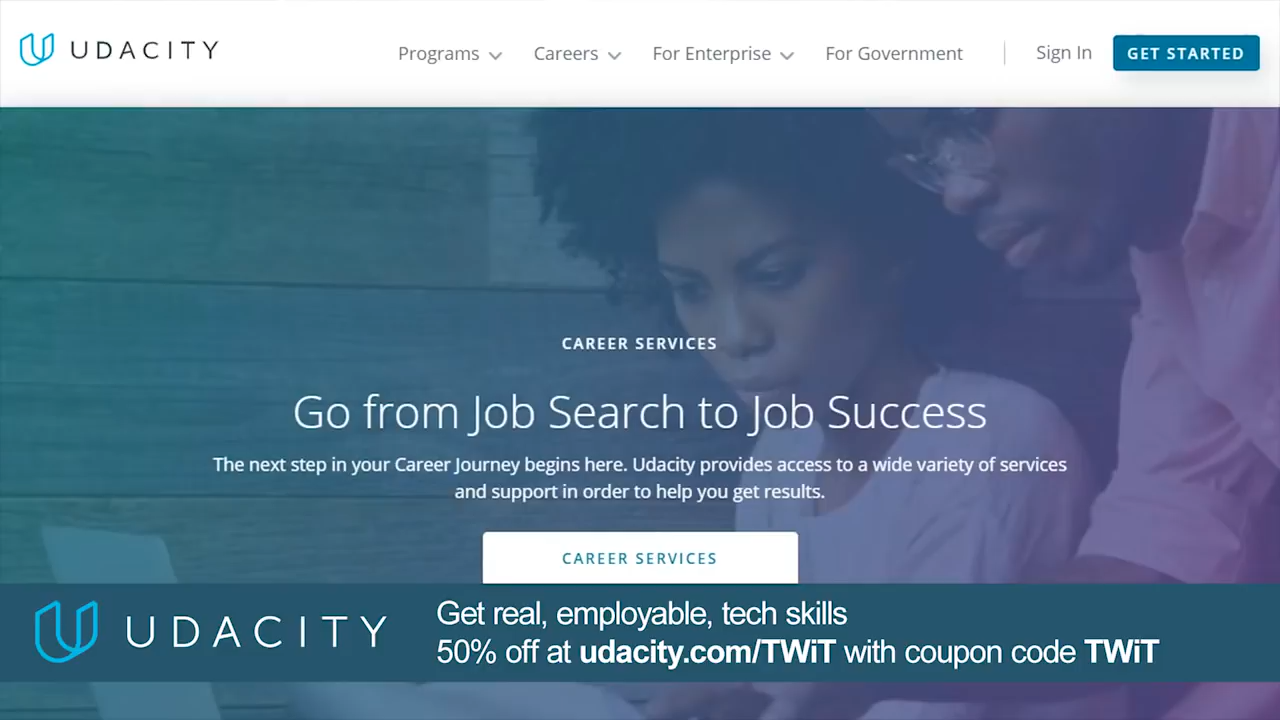 UDACITY
Programs Careers For Enterprise For Government Sign In GET STARTED
CAREER SERVICES
Go from Job Search to Job Success
The next step in your Career Journey begins here. Udacity provides access to a wide variety of services
and support in order to help you get results.
CAREER SERVICES
UDACITY
Get real, employable, tech skills
50% off at udacity.com/TWiT with coupon code TWiT